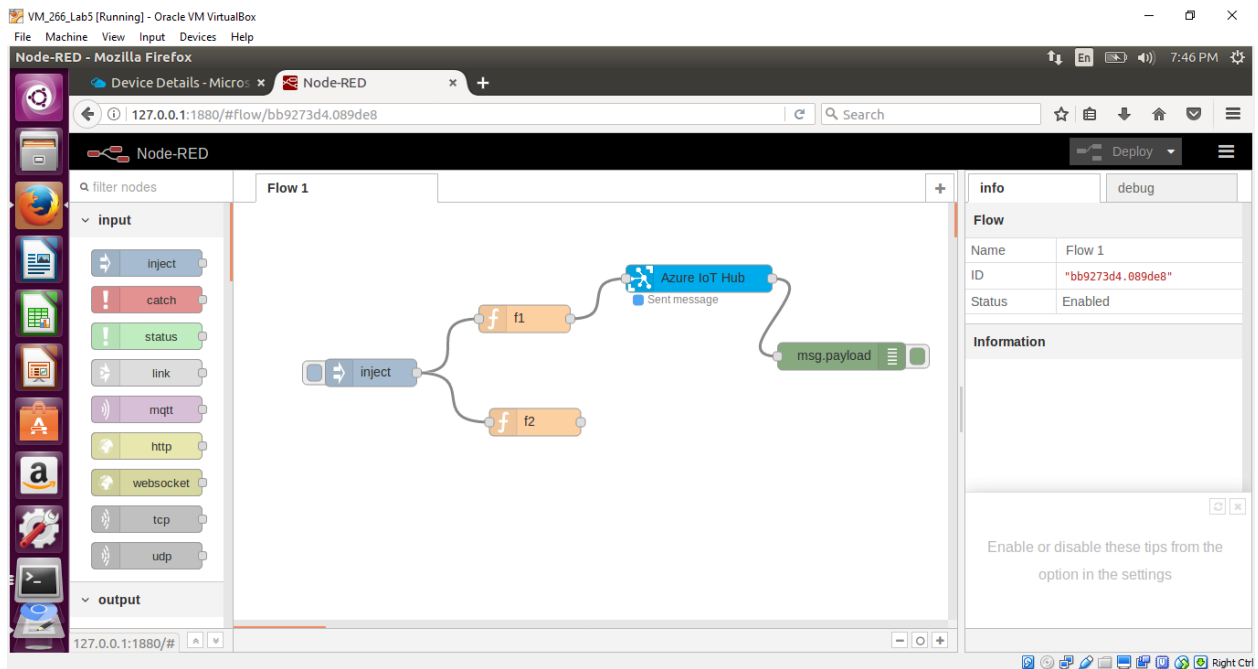 VM_266_Lab5 [Running] - Oracle VM VirtualBox
File Machine View Input Devices Help
Node-RED - Mozilla Firefox
En
7:46 PM
Device Details - Micros
Node-RED
127.0.0.1:1880/#flow/bb9273d4.089de8
Search
Node-RED
Deploy
filter nodes
Flow 1
info
debug
input
inject
catch
status
link
mqtt
http
websocket
tcp
udp
output
127.0.0.1:1880/#
inject
f1
f2
Azure IoT Hub
Sent message
msg.payload
Flow
Name Flow 1
ID "bb9273d4.089de8"
Status Enabled
Information
Enable or disable these tips from the
option in the settings
Right Ctrl